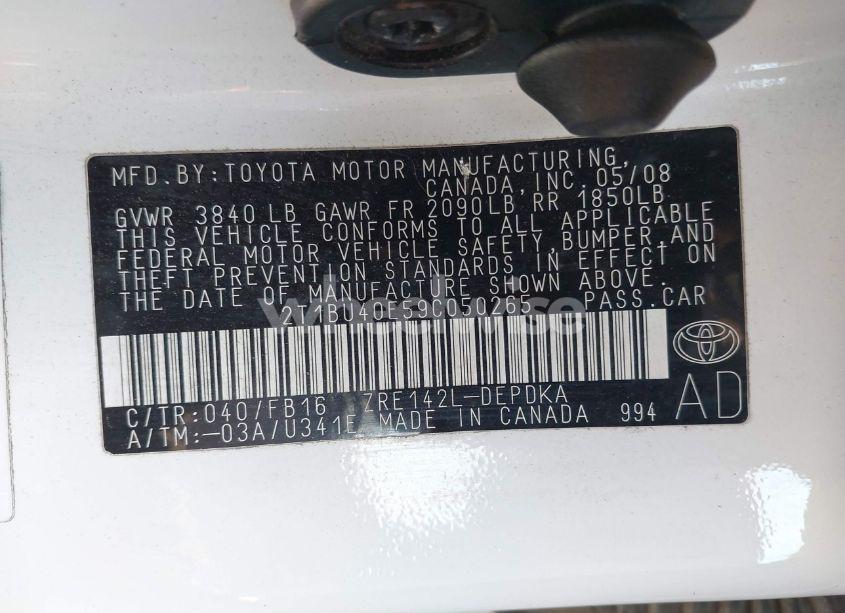 MFD. BY: TOYOTA MOTOR MANUFACTURING,
CANADA, INC. 05/08
GVWR 3840 LB GAWR FR 2090LB, RR 1850LB
THIS VEHICLE CONFORMS TO ALL APPLICABLE
FEDERAL MOTOR VEHICLE SAFETY, BUMPER, AND
THEFT PREVENTION STANDARDS IN EFFECT ON
THE DATE OF MANUFACTURE SHOWN ABOVE.
2T1BU40E59C050265 PASS. CAR
C/TR: 040/FB16 ZRE142L-DEPDKA
A/TM: -03A/U341E MADE IN CANADA 994 AD